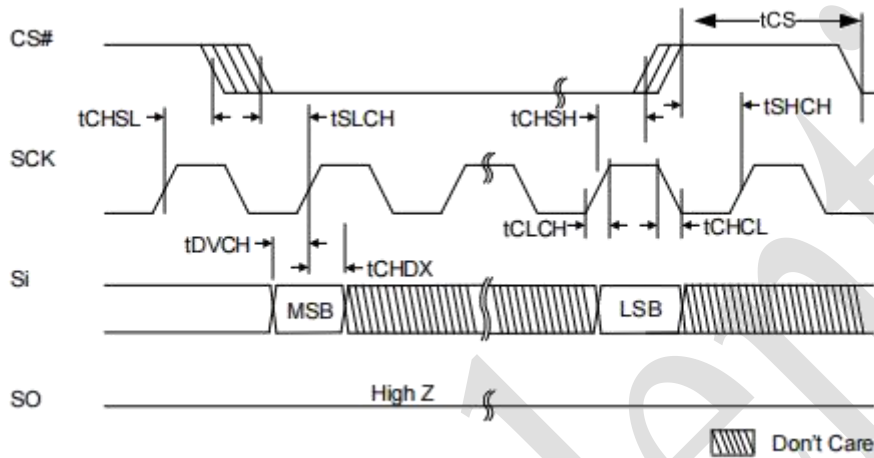 CS#
tCS
tCHSL
tSLCH
tCHSH
tSHCH
SCK
tCLCH
tCHCL
tDVCH
tCHDX
Si
MSB
LSB
SO
High Z
Don't Care